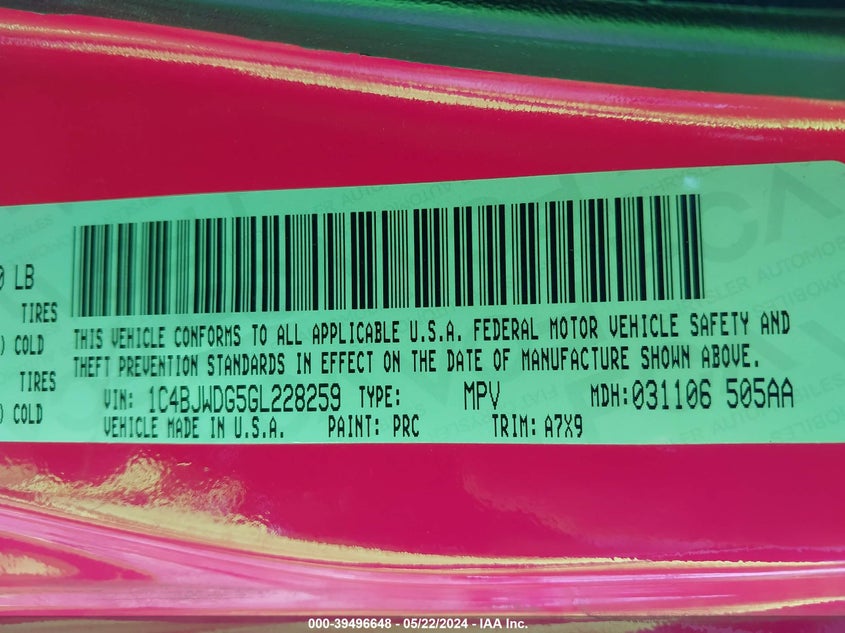 0 LB
TIRES
) COLD
TIRES
) COLD
THIS VEHICLE CONFORMS TO ALL APPLICABLE U.S.A. FEDERAL MOTOR VEHICLE SAFETY AND
THEFT PREVENTION STANDARDS IN EFFECT ON THE DATE OF MANUFACTURE SHOWN ABOVE.
VIN: 1C4BJWDG5GL228259 TYPE: MPV MDH: 031106 505AA
VEHICLE MADE IN U.S.A. PAINT: PRC TRIM: A7X9
000-39496648 - 05/22/2024 - IAA Inc.